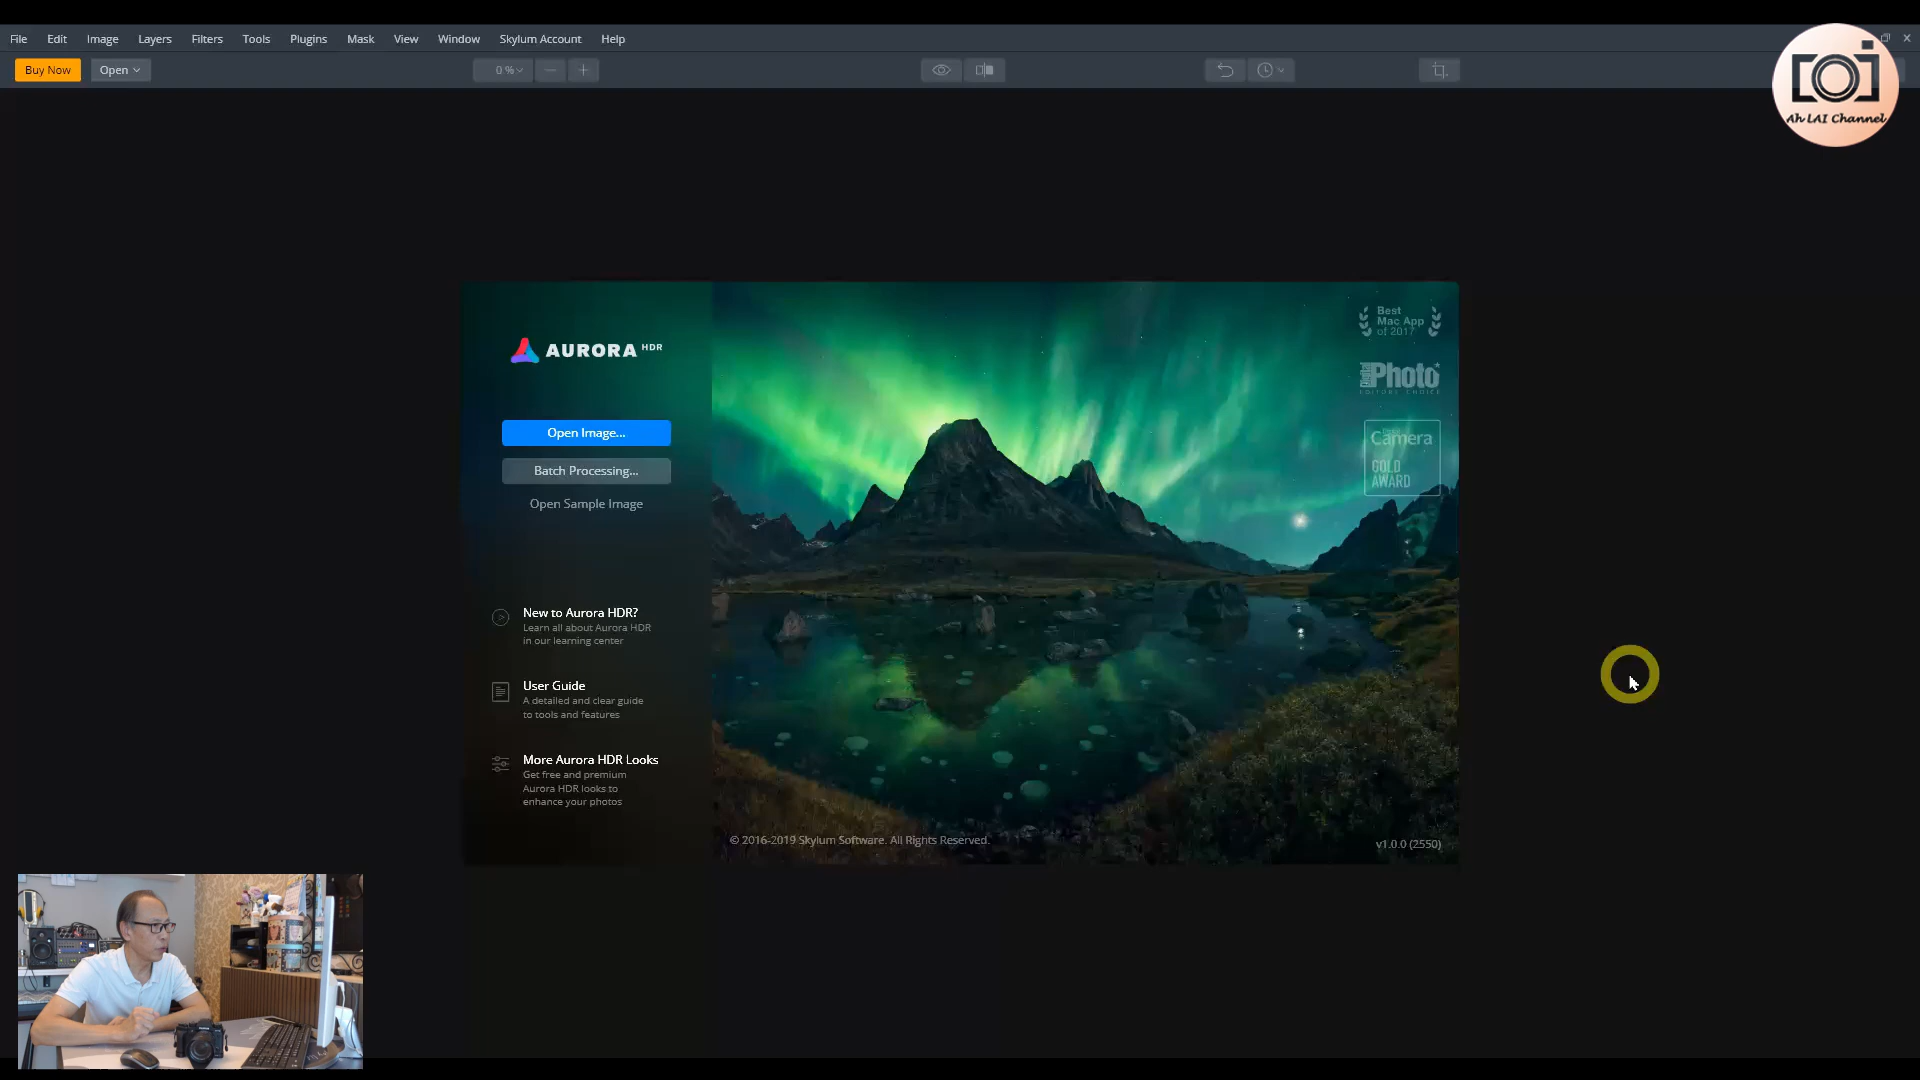 File Edit Image Layers Filters Tools Plugins Mask View Window Skylum Account Help
Buy Now Open 0 %
Ah LAI Channel
AURORA HDR
Open Image...
Batch Processing...
Open Sample Image
New to Aurora HDR?
Learn all about Aurora HDR
in our learning center
User Guide
A detailed and clear guide
to tools and features
More Aurora HDR Looks
Get free and premium
Aurora HDR looks to
enhance your photos
Best
Mac App
of 2017
Digital
Photo
EDITORS' CHOICE
Camera
GOLD
AWARD
© 2016-2019 Skylum Software. All Rights Reserved.
v1.0.0 (2550)